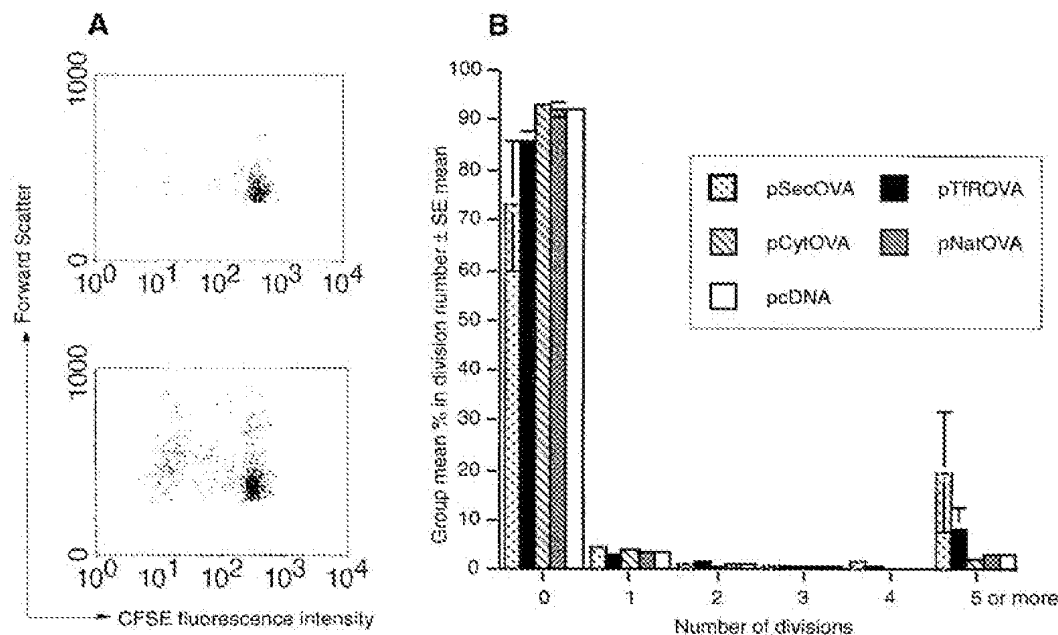 A
1000
0
10^0 10^1 10^2 10^3 10^4
Forward Scatter
1000
0
10^0 10^1 10^2 10^3 10^4
CFSE fluorescence intensity
B
Group mean % in division number ± SE mean
100
90
80
70
60
50
40
30
20
10
0
0 1 2 3 4 5 or more
Number of divisions
pSecOVA pTfROVA
pCytOVA pNatOVA
pcDNA